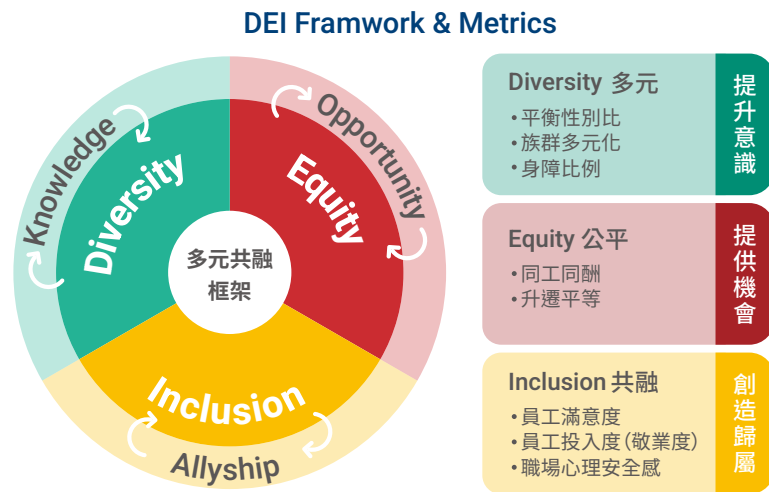 DEI Framwork & Metrics
Knowledge
Diversity
Opportunity
Equity
多元共融
框架
Inclusion
Allyship
Diversity 多元
•平衡性別比
•族群多元化
•身障比例
提升意識
Equity 公平
•同工同酬
•升遷平等
提供機會
Inclusion 共融
•員工滿意度
•員工投入度(敬業度)
•職場心理安全感
創造歸屬